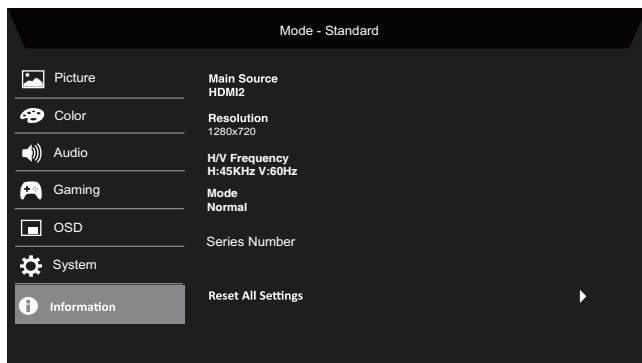 Mode - Standard
Picture
Color
Audio
Gaming
OSD
System
Information
Main Source
HDMI2
Resolution
1280x720
H/V Frequency
H:45KHz V:60Hz
Mode
Normal
Series Number
Reset All Settings